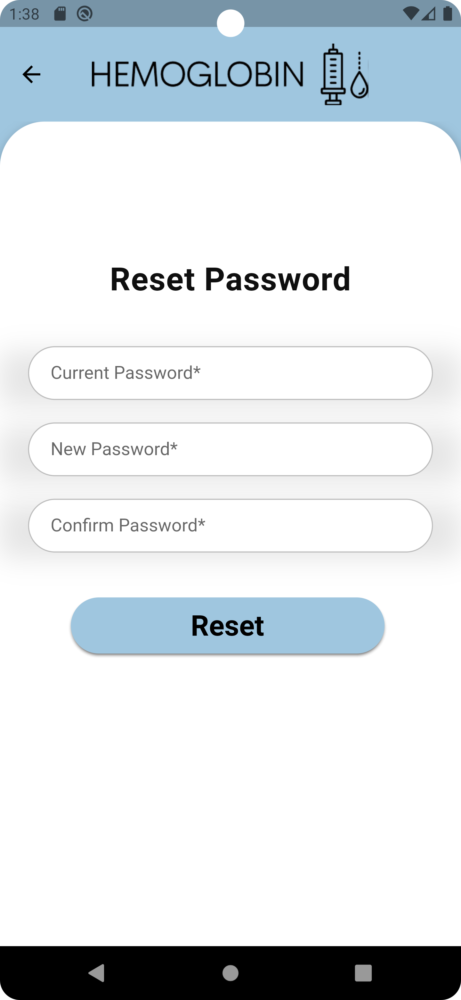 1:38
HEMOGLOBIN
Reset Password
Current Password*
New Password*
Confirm Password*
Reset